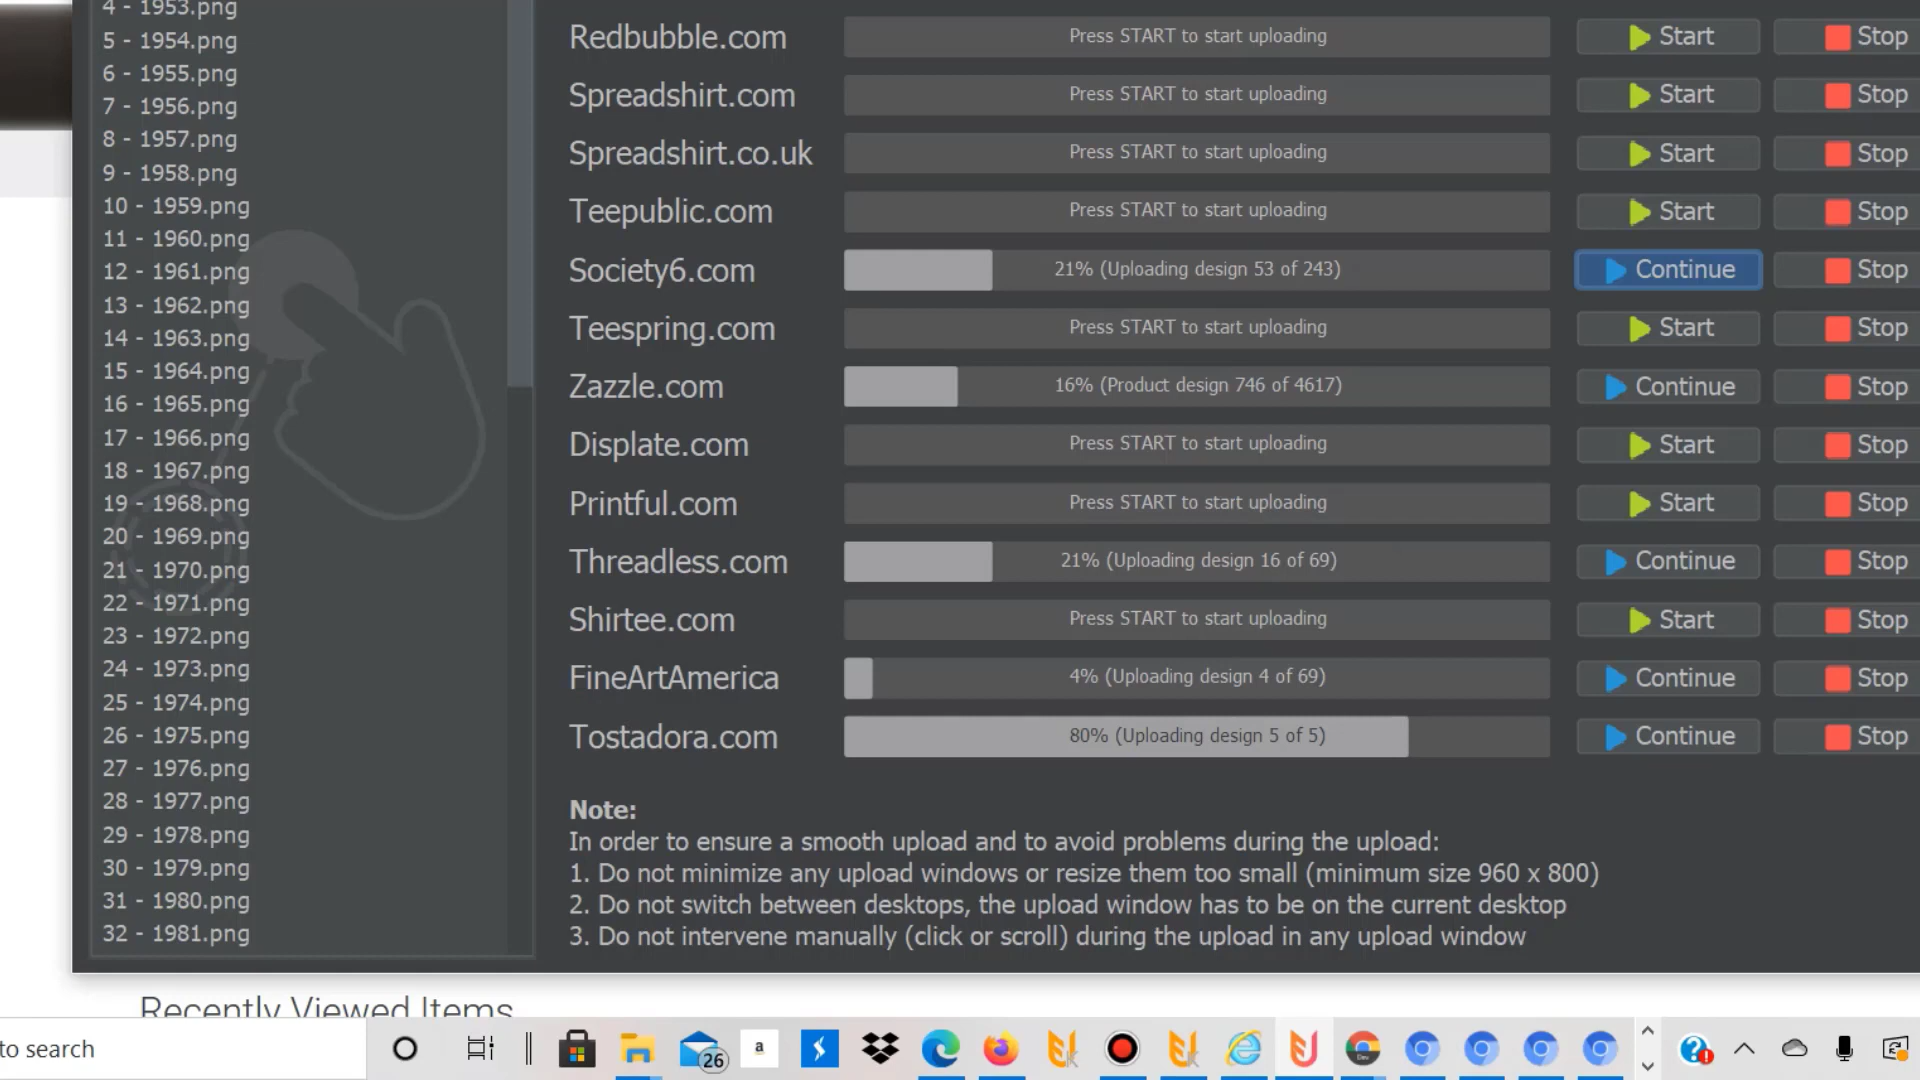 4 - 1953.png
5 - 1954.png
6 - 1955.png
7 - 1956.png
8 - 1957.png
9 - 1958.png
10 - 1959.png
11 - 1960.png
12 - 1961.png
13 - 1962.png
14 - 1963.png
15 - 1964.png
16 - 1965.png
17 - 1966.png
18 - 1967.png
19 - 1968.png
20 - 1969.png
21 - 1970.png
22 - 1971.png
23 - 1972.png
24 - 1973.png
25 - 1974.png
26 - 1975.png
27 - 1976.png
28 - 1977.png
29 - 1978.png
30 - 1979.png
31 - 1980.png
32 - 1981.png
Redbubble.com Press START to start uploading Start Stop
Spreadshirt.com Press START to start uploading Start Stop
Spreadshirt.co.uk Press START to start uploading Start Stop
Teepublic.com Press START to start uploading Start Stop
Society6.com 21% (Uploading design 53 of 243) Continue Stop
Teespring.com Press START to start uploading Start Stop
Zazzle.com 16% (Product design 746 of 4617) Continue Stop
Displate.com Press START to start uploading Start Stop
Printful.com Press START to start uploading Start Stop
Threadless.com 21% (Uploading design 16 of 69) Continue Stop
Shirtee.com Press START to start uploading Start Stop
FineArtAmerica 4% (Uploading design 4 of 69) Continue Stop
Tostadora.com 80% (Uploading design 5 of 5) Continue Stop
Note:
In order to ensure a smooth upload and to avoid problems during the upload:
1. Do not minimize any upload windows or resize them too small (minimum size 960 x 800)
2. Do not switch between desktops, the upload window has to be on the current desktop
3. Do not intervene manually (click or scroll) during the upload in any upload window
Recently Viewed Items
to search
26
a
Dev